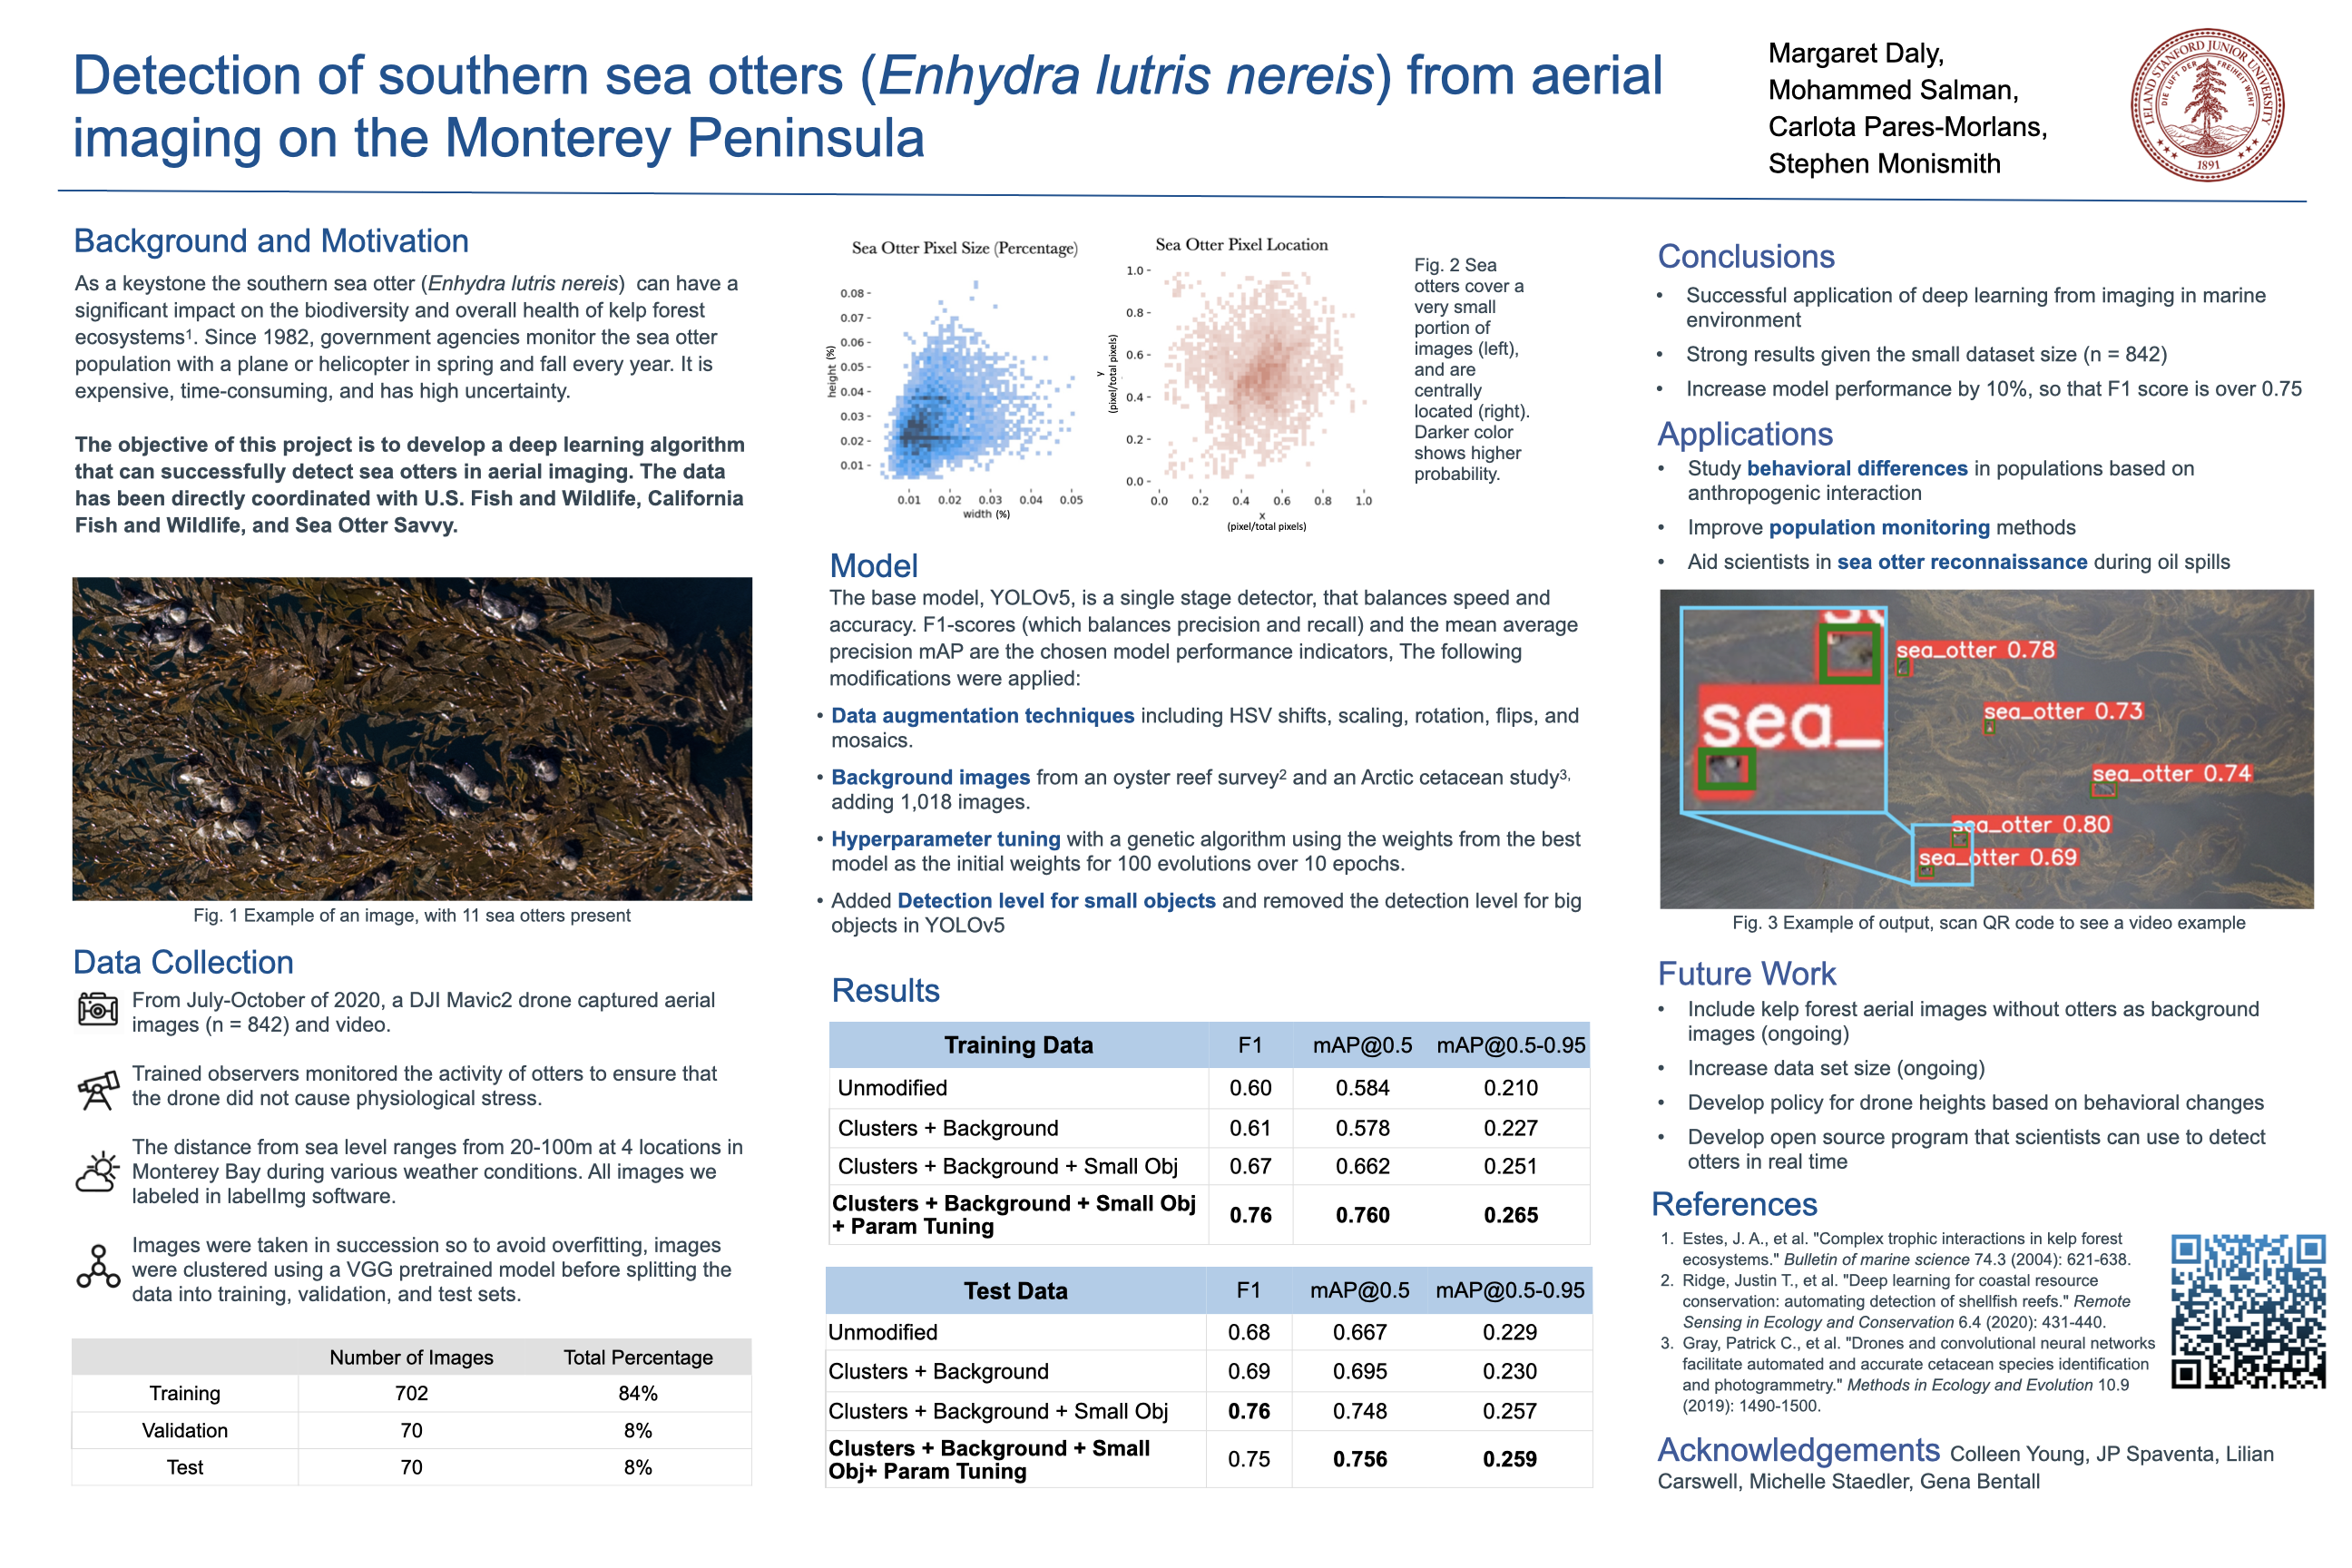 Detection of southern sea otters (Enhydra lutris nereis) from aerial
imaging on the Monterey Peninsula
Margaret Daly,
Mohammed Salman,
Carlota Pares-Morlans,
Stephen Monismith
LELAND STANFORD JUNIOR UNIVERSITY
DIE LUFT DER FREIHEIT WEHT
1891
Background and Motivation
As a keystone the southern sea otter (Enhydra lutris nereis) can have a
significant impact on the biodiversity and overall health of kelp forest
ecosystems¹. Since 1982, government agencies monitor the sea otter
population with a plane or helicopter in spring and fall every year. It is
expensive, time-consuming, and has high uncertainty.
The objective of this project is to develop a deep learning algorithm
that can successfully detect sea otters in aerial imaging. The data
has been directly coordinated with U.S. Fish and Wildlife, California
Fish and Wildlife, and Sea Otter Savvy.
Fig. 1 Example of an image, with 11 sea otters present
Data Collection
From July-October of 2020, a DJI Mavic2 drone captured aerial
images (n = 842) and video.
Trained observers monitored the activity of otters to ensure that
the drone did not cause physiological stress.
The distance from sea level ranges from 20-100m at 4 locations in
Monterey Bay during various weather conditions. All images we
labeled in labelImg software.
Images were taken in succession so to avoid overfitting, images
were clustered using a VGG pretrained model before splitting the
data into training, validation, and test sets.
Number of Images Total Percentage
Training 702 84%
Validation 70 8%
Test 70 8%
Sea Otter Pixel Size (Percentage)
height (%)
0.08
0.07
0.06
0.05
0.04
0.03
0.02
0.01
0.01 0.02 0.03 0.04 0.05
width (%)
Sea Otter Pixel Location
y
(pixel/total pixels)
1.0
0.8
0.6
0.4
0.2
0.0
0.0 0.2 0.4 0.6 0.8 1.0
x
(pixel/total pixels)
Fig. 2 Sea
otters cover a
very small
portion of
images (left),
and are
centrally
located (right).
Darker color
shows higher
probability.
Model
The base model, YOLOv5, is a single stage detector, that balances speed and
accuracy. F1-scores (which balances precision and recall) and the mean average
precision mAP are the chosen model performance indicators, The following
modifications were applied:
• Data augmentation techniques including HSV shifts, scaling, rotation, flips, and
mosaics.
• Background images from an oyster reef survey² and an Arctic cetacean study³,
adding 1,018 images.
• Hyperparameter tuning with a genetic algorithm using the weights from the best
model as the initial weights for 100 evolutions over 10 epochs.
• Added Detection level for small objects and removed the detection level for big
objects in YOLOv5
Results
Training Data F1 mAP@0.5 mAP@0.5-0.95
Unmodified 0.60 0.584 0.210
Clusters + Background 0.61 0.578 0.227
Clusters + Background + Small Obj 0.67 0.662 0.251
Clusters + Background + Small Obj
+ Param Tuning 0.76 0.760 0.265
Test Data F1 mAP@0.5 mAP@0.5-0.95
Unmodified 0.68 0.667 0.229
Clusters + Background 0.69 0.695 0.230
Clusters + Background + Small Obj 0.76 0.748 0.257
Clusters + Background + Small
Obj+ Param Tuning 0.75 0.756 0.259
Conclusions
• Successful application of deep learning from imaging in marine
environment
• Strong results given the small dataset size (n = 842)
• Increase model performance by 10%, so that F1 score is over 0.75
Applications
• Study behavioral differences in populations based on
anthropogenic interaction
• Improve population monitoring methods
• Aid scientists in sea otter reconnaissance during oil spills
sea_
sea_otter 0.78
sea_otter 0.73
sea_otter 0.74
sea_otter 0.80
sea_otter 0.69
Fig. 3 Example of output, scan QR code to see a video example
Future Work
• Include kelp forest aerial images without otters as background
images (ongoing)
• Increase data set size (ongoing)
• Develop policy for drone heights based on behavioral changes
• Develop open source program that scientists can use to detect
otters in real time
References
1. Estes, J. A., et al. "Complex trophic interactions in kelp forest
ecosystems." Bulletin of marine science 74.3 (2004): 621-638.
2. Ridge, Justin T., et al. "Deep learning for coastal resource
conservation: automating detection of shellfish reefs." Remote
Sensing in Ecology and Conservation 6.4 (2020): 431-440.
3. Gray, Patrick C., et al. "Drones and convolutional neural networks
facilitate automated and accurate cetacean species identification
and photogrammetry." Methods in Ecology and Evolution 10.9
(2019): 1490-1500.
Acknowledgements Colleen Young, JP Spaventa, Lilian
Carswell, Michelle Staedler, Gena Bentall